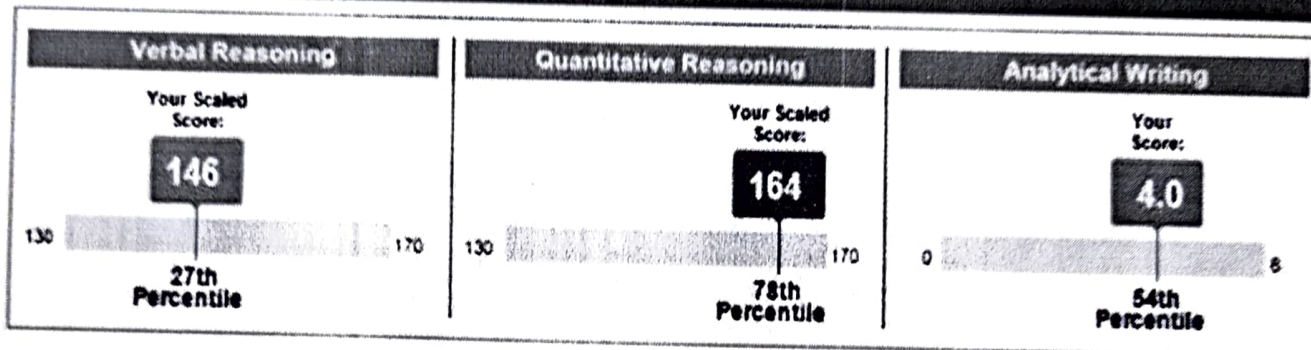 Verbal Reasoning
Your Scaled
Score:
146
130
170
27th
Percentile
Quantitative Reasoning
Your Scaled
Score:
164
130
170
78th
Percentile
Analytical Writing
Your
Score:
4.0
0
6
54th
Percentile